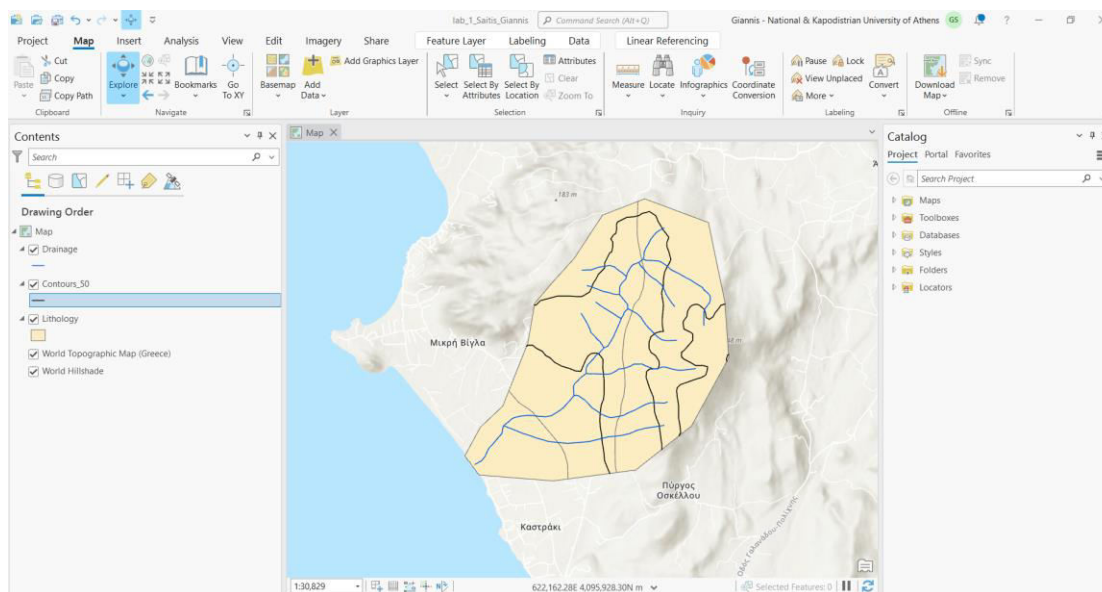 lab_1_Saitis_Giannis
Command Search (Alt+Q)
Giannis - National & Kapodistrian University of Athens
GS
?
Project
Map
Insert
Analysis
View
Edit
Imagery
Share
Feature Layer
Labeling
Data
Linear Referencing
Paste
Cut
Copy
Copy Path
Clipboard
Explore
Bookmarks
Go
To XY
Navigate
Basemap
Add
Data
Add Graphics Layer
Layer
Select
Select By
Attributes
Select By
Location
Attributes
Clear
Zoom To
Selection
Measure
Locate
Infographics
Coordinate
Conversion
Inquiry
Pause
Lock
View Unplaced
More
Convert
Labeling
Download
Map
Sync
Remove
Offline
Contents
Search
Drawing Order
Map
Drainage
Contours_50
Lithology
World Topographic Map (Greece)
World Hillshade
Map
183 m
Μικρή Βίγλα
Πύργος
Οσκέλλου
Καστράκι
Οδός Γαλανάδου-Πολίχνης
1:30,829
622,162.28E 4,095,928.30N m
Selected Features: 0
Catalog
Project Portal Favorites
Search Project
Maps
Toolboxes
Databases
Styles
Folders
Locators